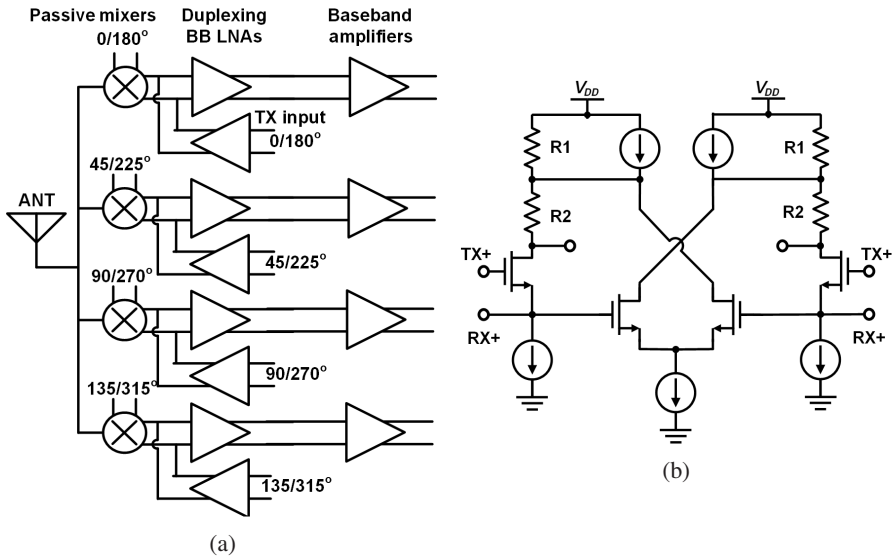 Passive mixers
0/180°
Duplexing
BB LNAs
Baseband
amplifiers
TX input
0/180°
45/225°
ANT
45/225°
90/270°
90/270°
135/315°
135/315°
(a)
VDD
VDD
R1
R1
R2
R2
TX+
TX+
RX+
RX+
(b)